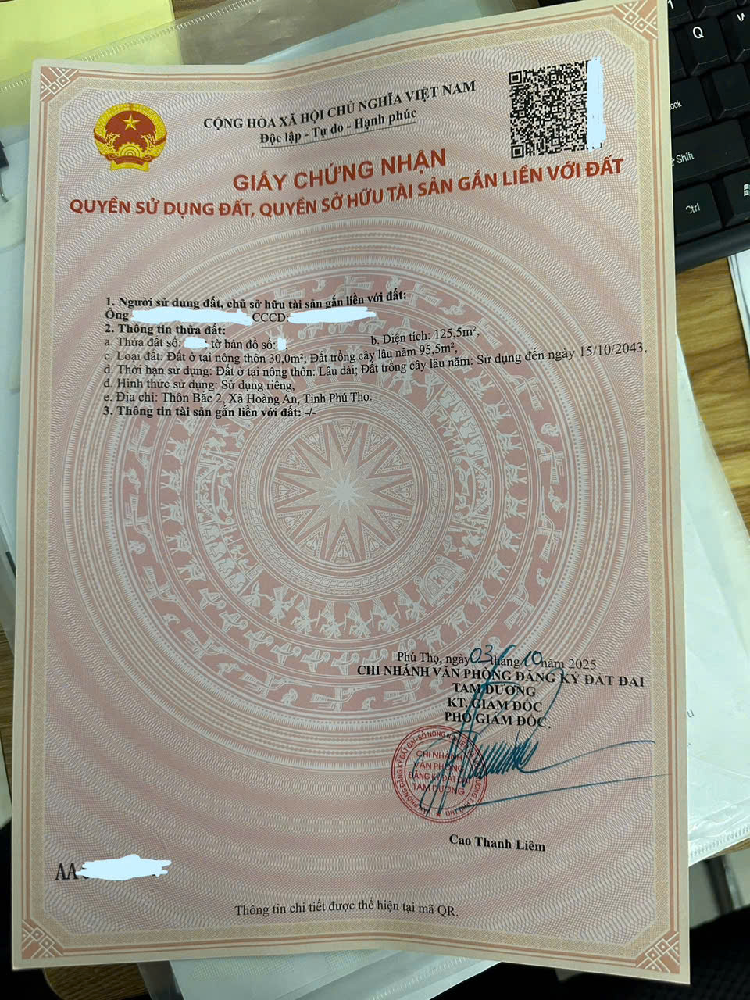 CỘNG HÒA XÃ HỘI CHỦ NGHĨA VIỆT NAM
Độc lập - Tự do - Hạnh phúc
GIẤY CHỨNG NHẬN
QUYỀN SỬ DỤNG ĐẤT, QUYỀN SỞ HỮU TÀI SẢN GẮN LIỀN VỚI ĐẤT
1. Người sử dụng đất, chủ sở hữu tài sản gắn liền với đất:
Ông CCCD:
2. Thông tin thửa đất:
a. Thửa đất số: , tờ bản đồ số: b. Diện tích: 125,5m²,
c. Loại đất: Đất ở tại nông thôn 30,0m²; Đất trồng cây lâu năm 95,5m²,
d. Thời hạn sử dụng: Đất ở tại nông thôn: Lâu dài; Đất trồng cây lâu năm: Sử dụng đến ngày 15/10/2043.
đ. Hình thức sử dụng: Sử dụng riêng,
e. Địa chỉ: Thôn Bắc 2, Xã Hoàng An, Tỉnh Phú Thọ.
3. Thông tin tài sản gắn liền với đất: -/-
Phú Thọ, ngày 03 tháng 10 năm 2025
CHI NHÁNH VĂN PHÒNG ĐĂNG KÝ ĐẤT ĐAI
TAM DƯƠNG
KT. GIÁM ĐỐC
PHÓ GIÁM ĐỐC.
CHI NHÁNH
VĂN PHÒNG
ĐĂNG KÝ ĐẤT ĐAI
TAM DƯƠNG
Cao Thanh Liêm
AA
Thông tin chi tiết được thể hiện tại mã QR.
Q
W
Shift
Ctrl